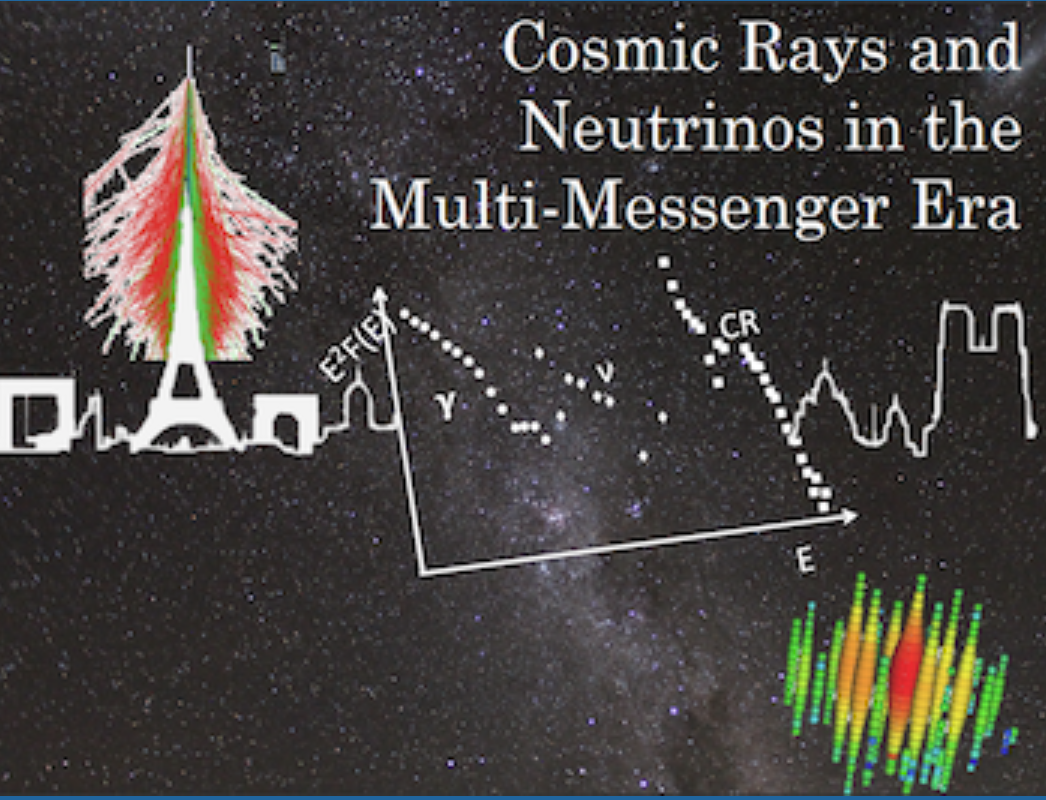 Cosmic Rays and
Neutrinos in the
Multi-Messenger Era
E²F(E)
γ
ν
CR
E